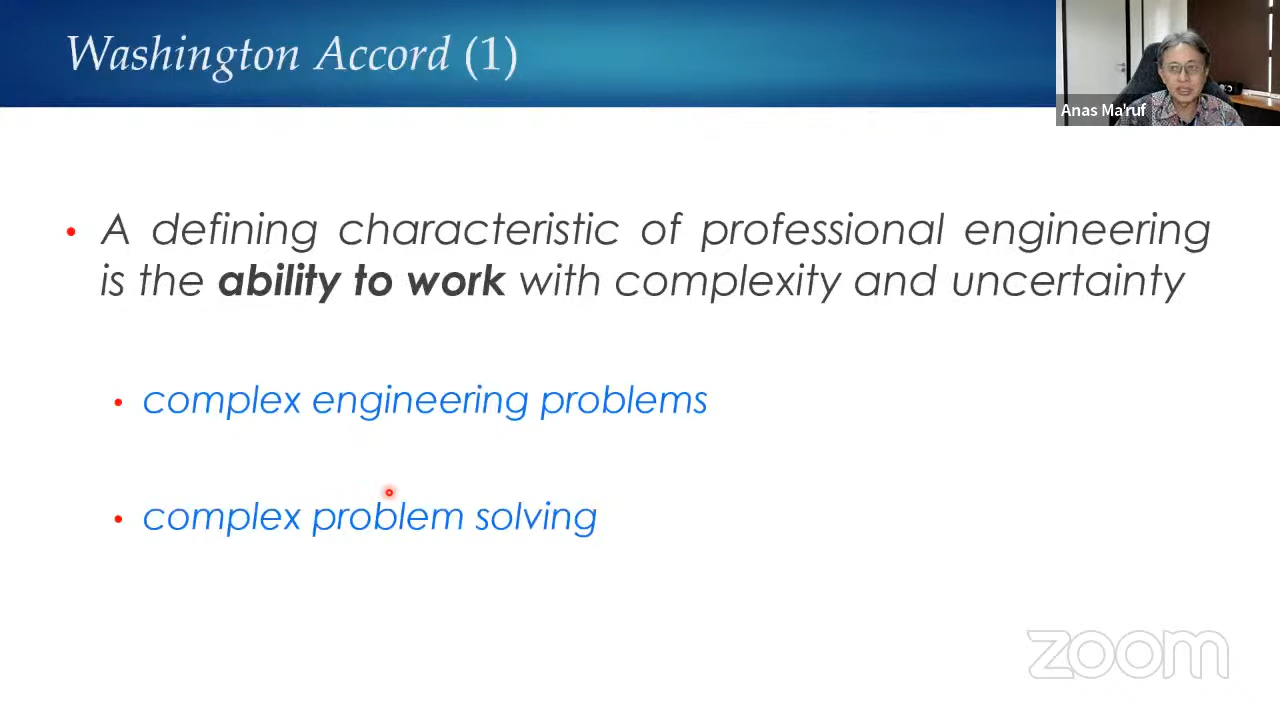 Washington Accord (1)
Anas Ma'ruf
• A defining characteristic of professional engineering
is the ability to work with complexity and uncertainty
• complex engineering problems
• complex problem solving
zoom